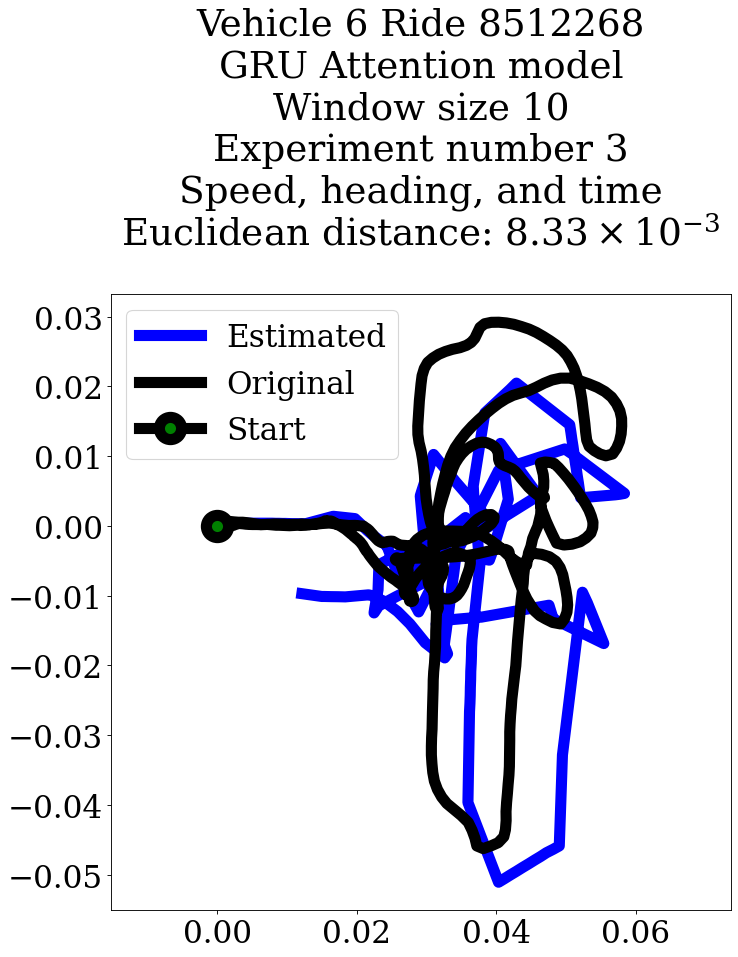 Vehicle 6 Ride 8512268
GRU Attention model
Window size 10
Experiment number 3
Speed, heading, and time
Euclidean distance: 8.33 × 10⁻³
0.03
Estimated
0.02
Original
0.01
Start
0.00
−0.01
−0.02
−0.03
−0.04
−0.05
0.00 0.02 0.04 0.06